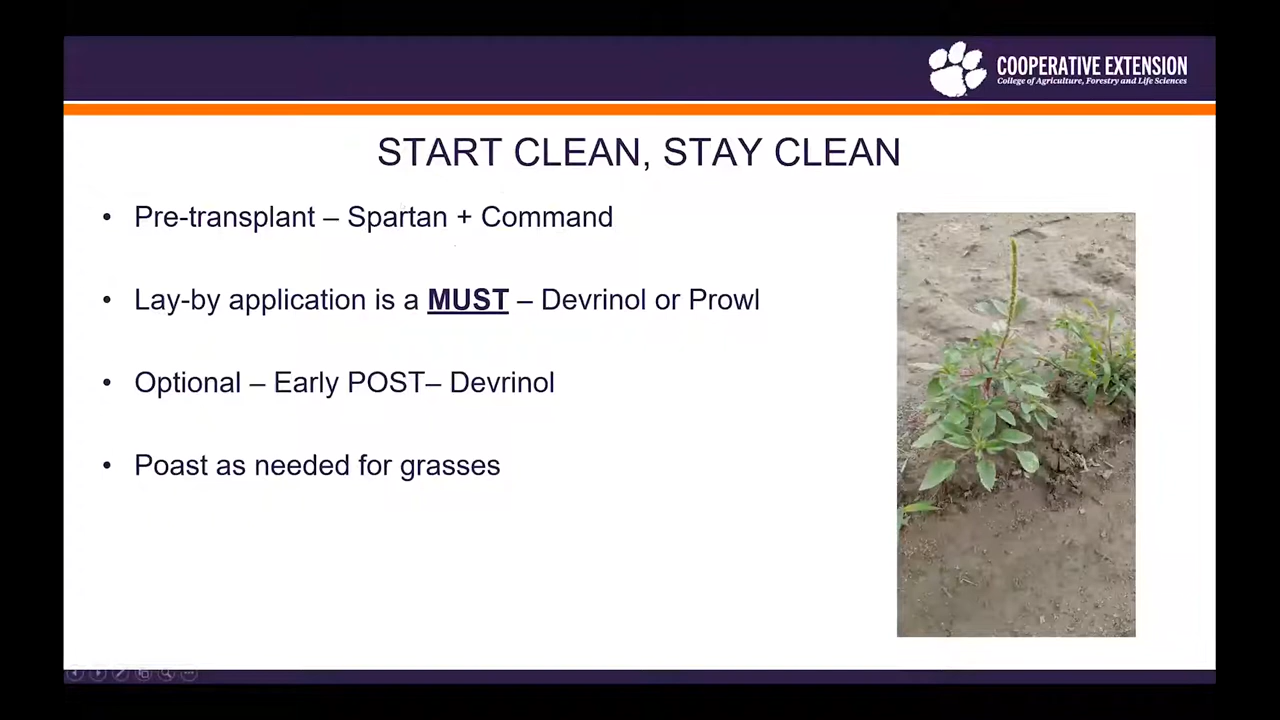 COOPERATIVE EXTENSION
College of Agriculture, Forestry and Life Sciences
START CLEAN, STAY CLEAN
• Pre-transplant – Spartan + Command
• Lay-by application is a MUST – Devrinol or Prowl
• Optional – Early POST– Devrinol
• Poast as needed for grasses